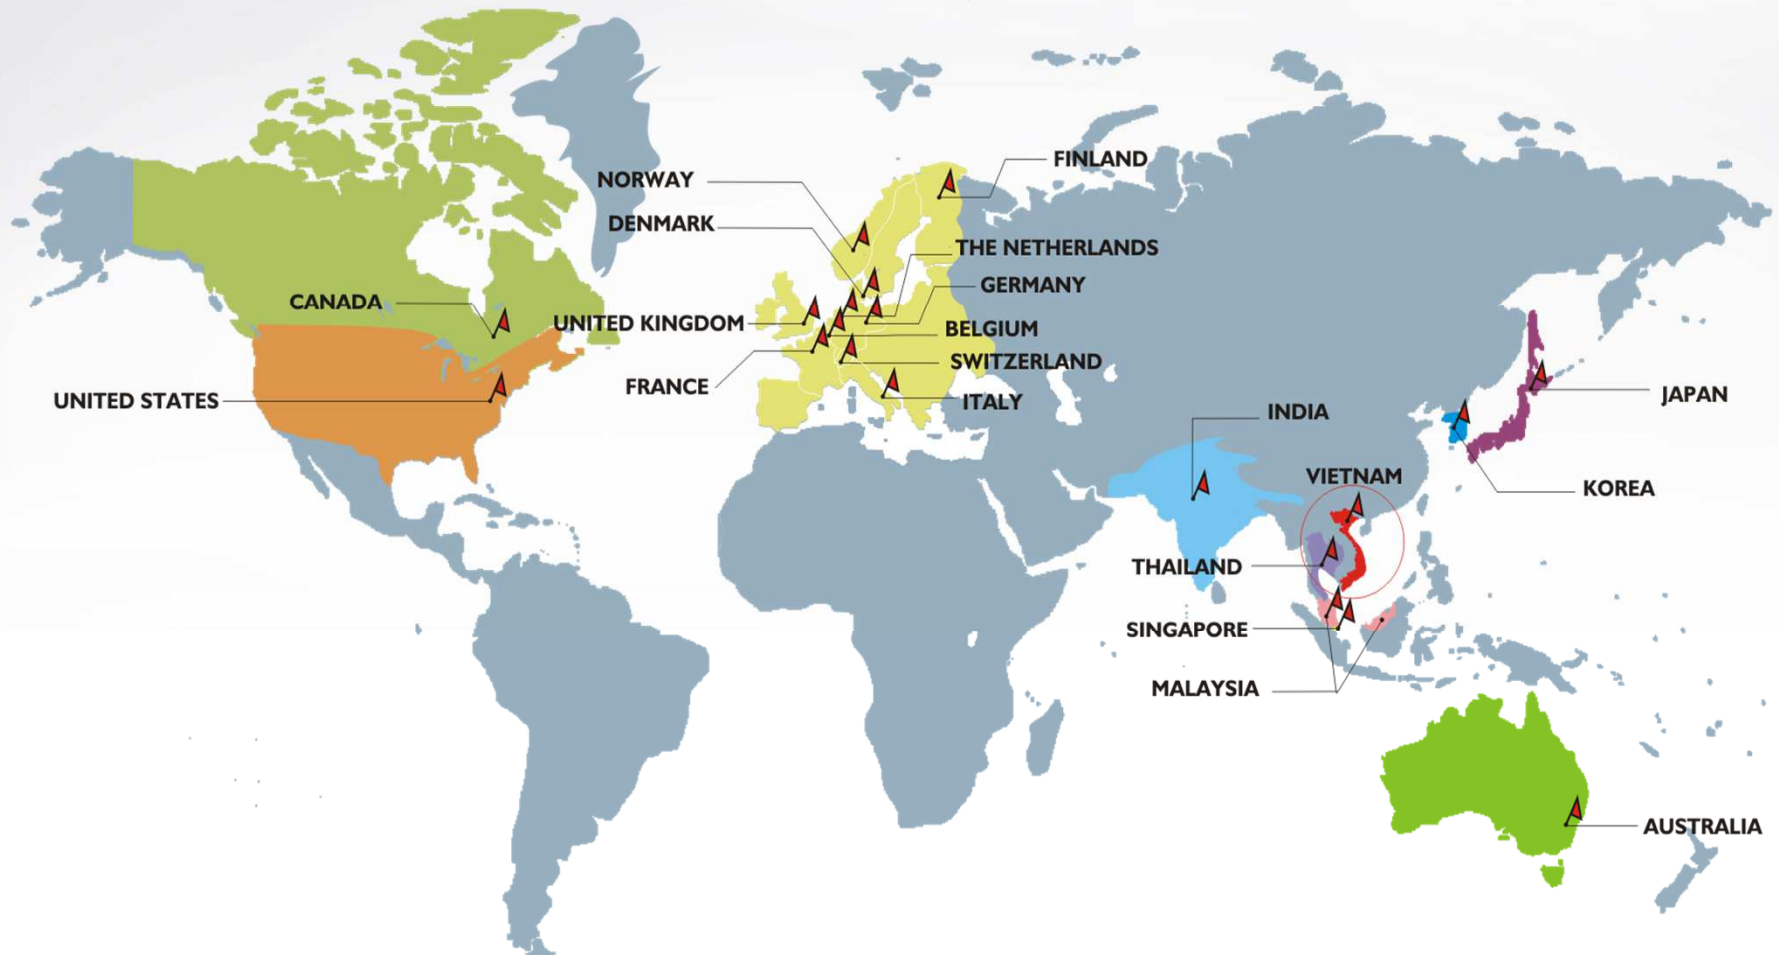 FINLAND
NORWAY
DENMARK
THE NETHERLANDS
GERMANY
CANADA
UNITED KINGDOM
BELGIUM
SWITZERLAND
FRANCE
UNITED STATES
ITALY
JAPAN
INDIA
VIETNAM
KOREA
THAILAND
SINGAPORE
MALAYSIA
AUSTRALIA